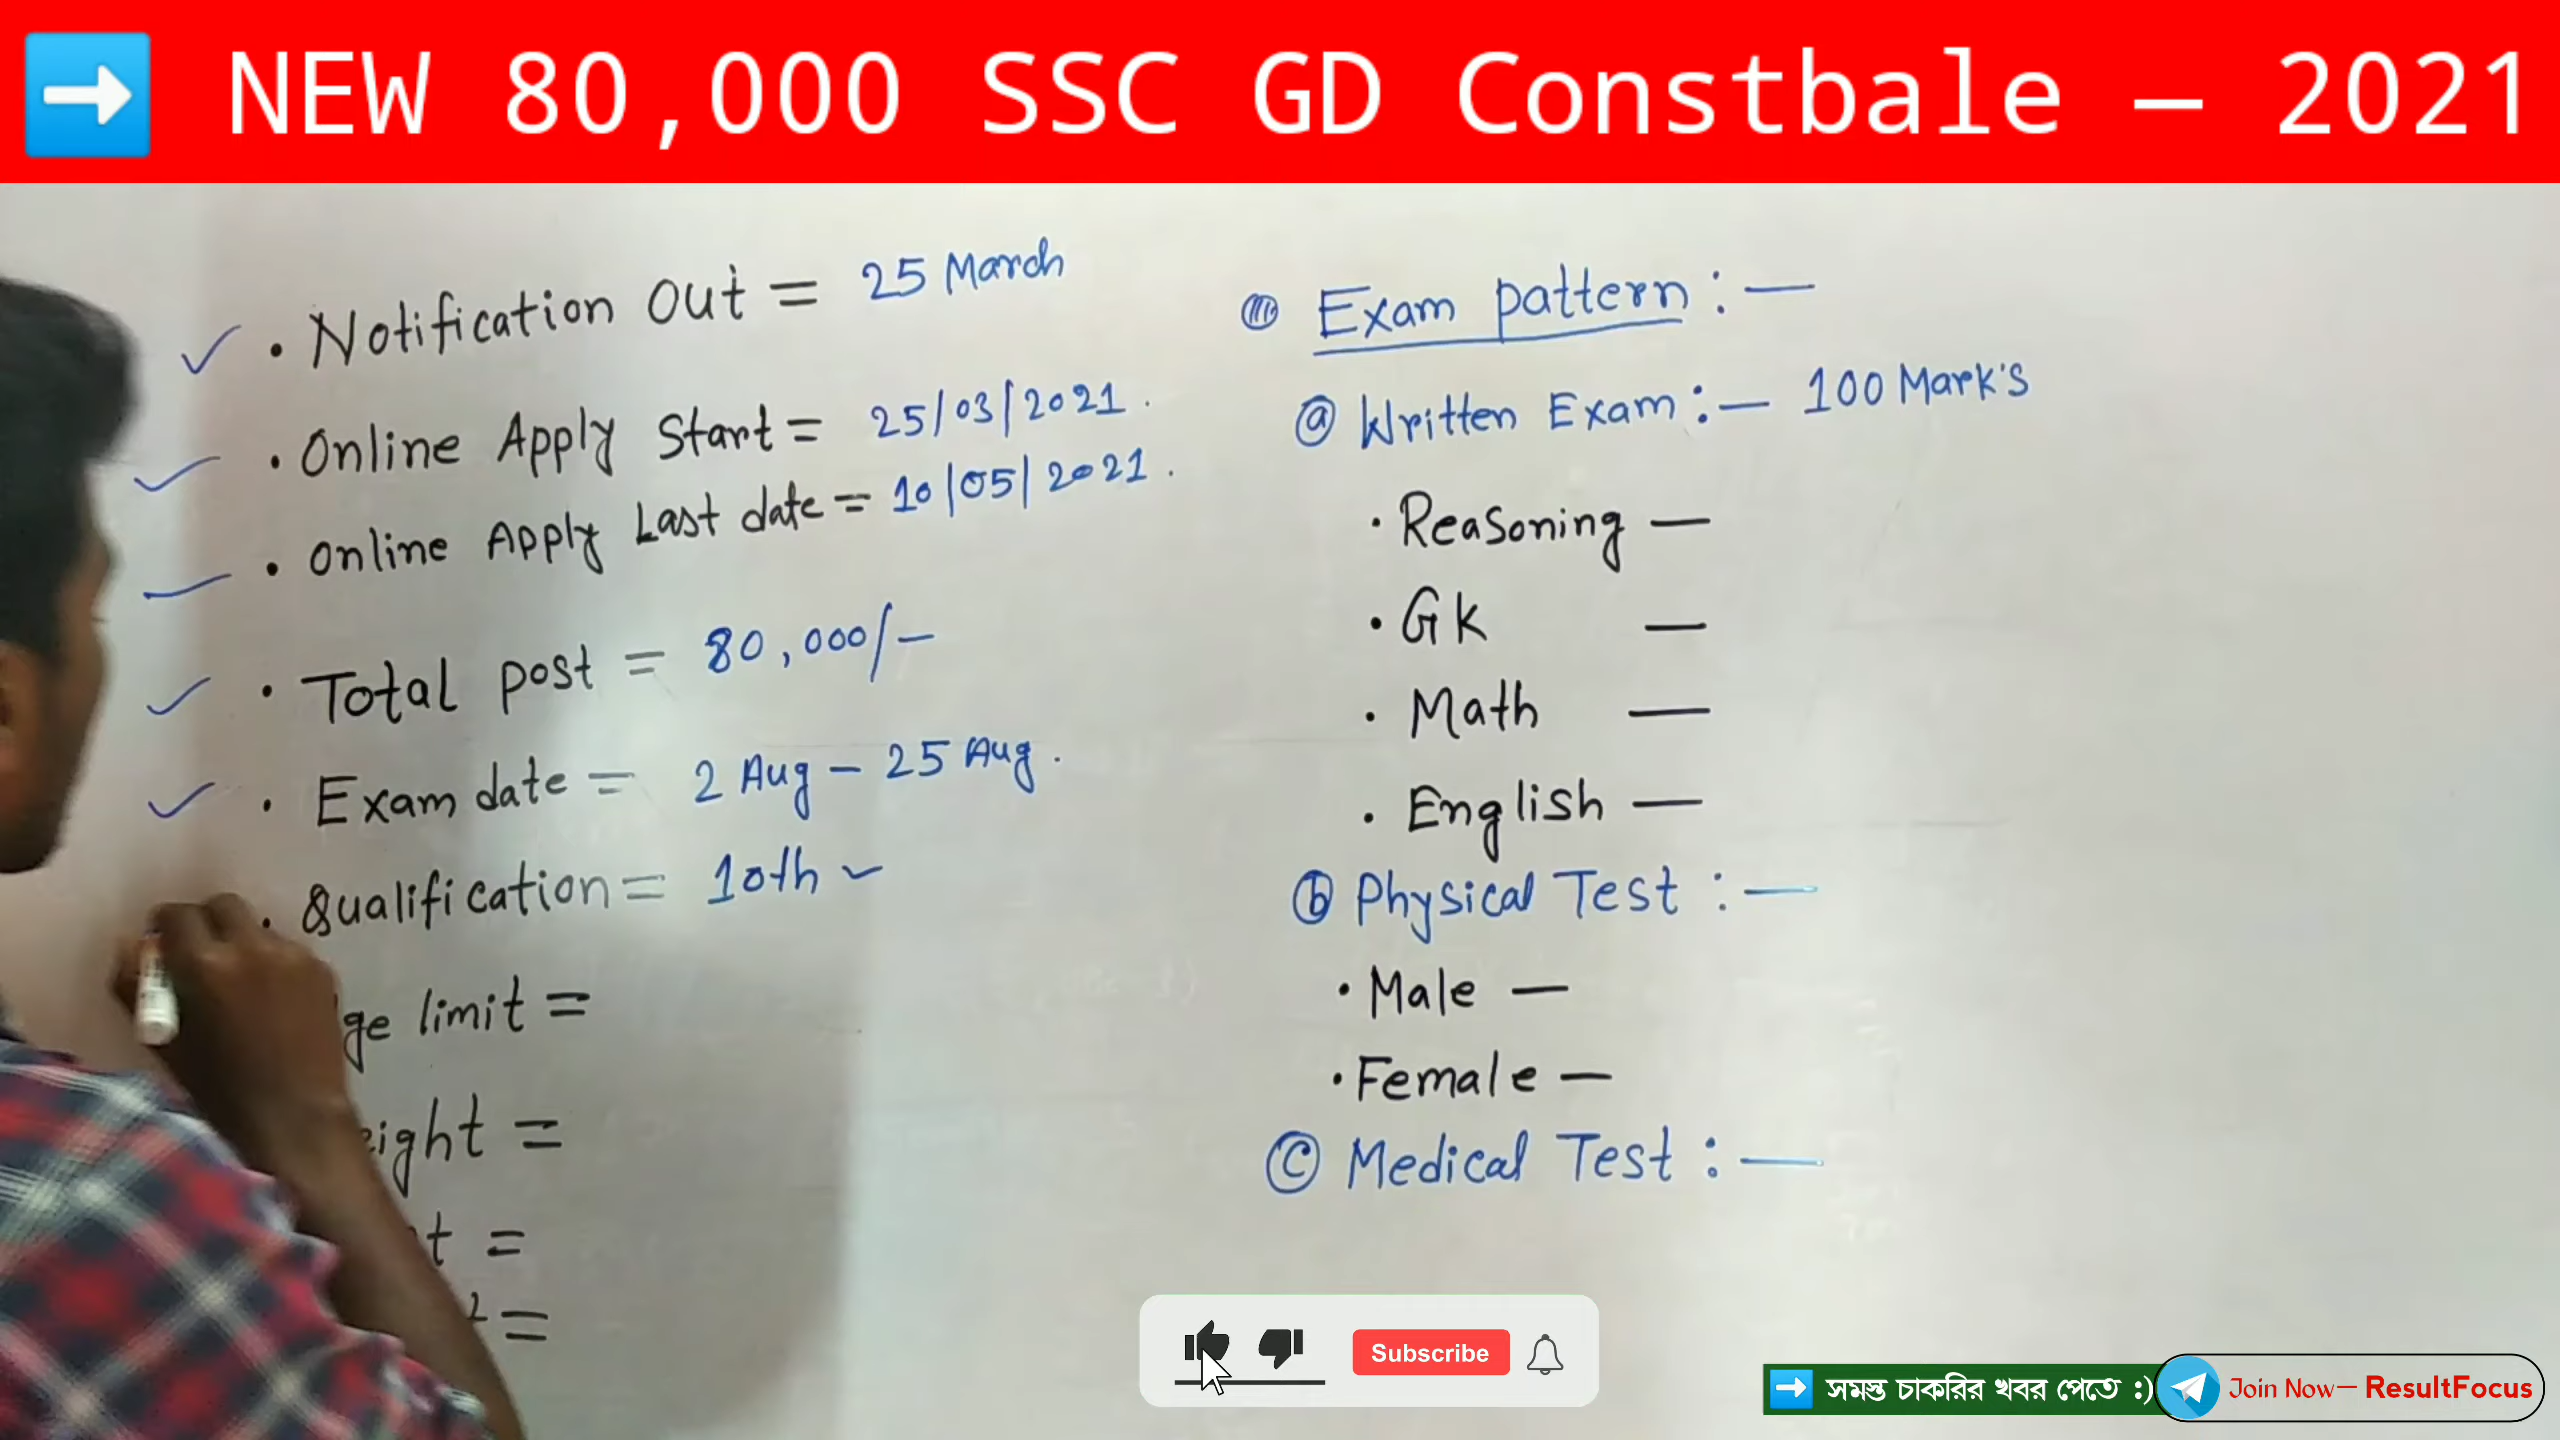 ➡ NEW 80,000 SSC GD Constbale – 2021
• Notification Out = 25 March
• Online Apply Start = 25/03/2021.
• Online Apply Last date = 10/05/2021.
• Total post = 80,000/-
• Exam date = 2 Aug – 25 Aug.
• Qualification = 10th
ge limit =
eight =
t =
2 =
Exam pattern :—
ⓐ Written Exam :— 100 Mark's
• Reasoning —
• GK —
• Math —
• English —
ⓑ Physical Test :—
• Male —
• Female —
ⓒ Medical Test :—
Subscribe
➡ সমস্ত চাকরির খবর পেতে :)
Join Now– ResultFocus